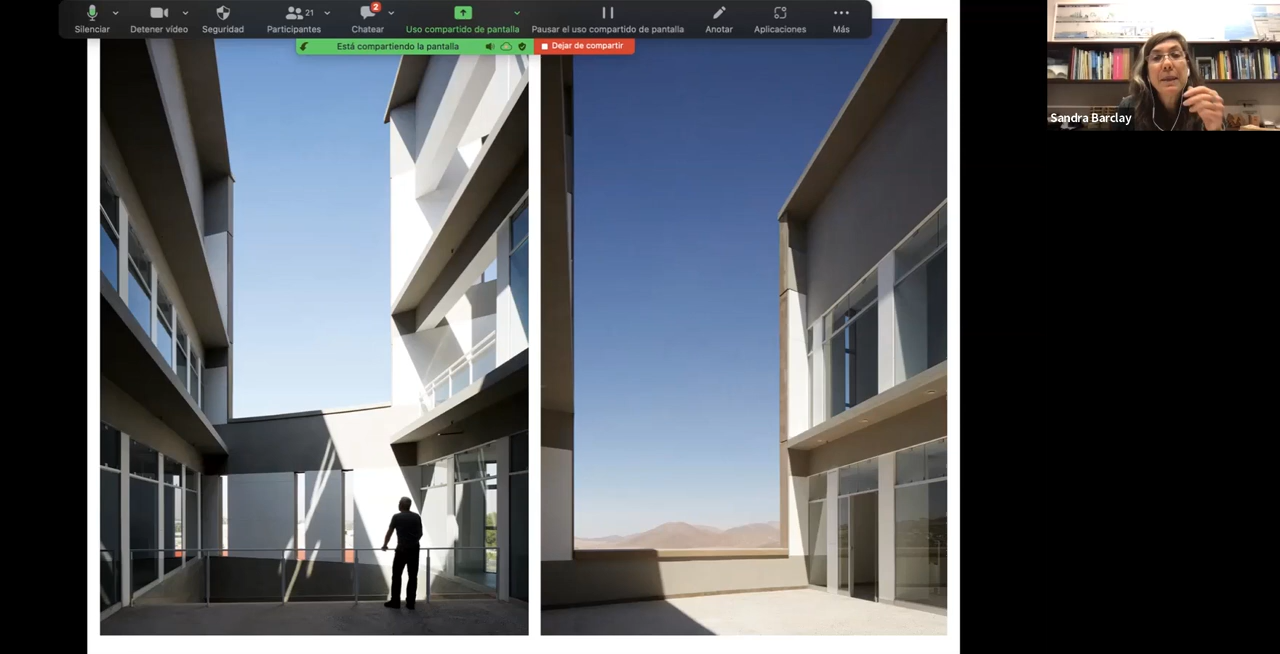 21
2
Silenciar
Detener vídeo
Seguridad
Participantes
Chatear
Uso compartido de pantalla
Pausar el uso compartido de pantalla
Anotar
Aplicaciones
Más
Está compartiendo la pantalla
Dejar de compartir
Sandra Barclay